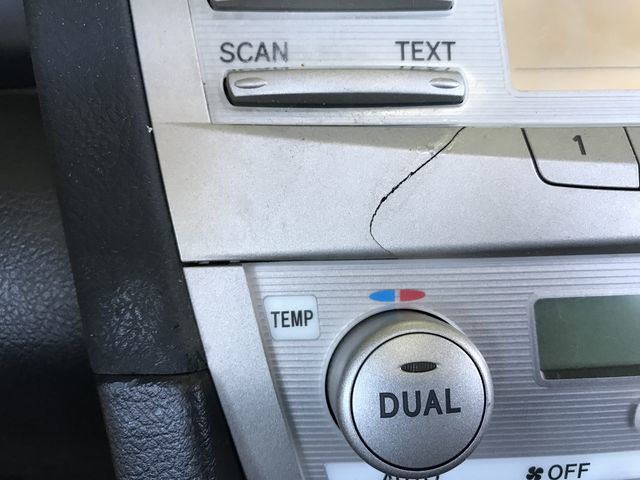 SCAN TEXT
1
TEMP
DUAL
OFF